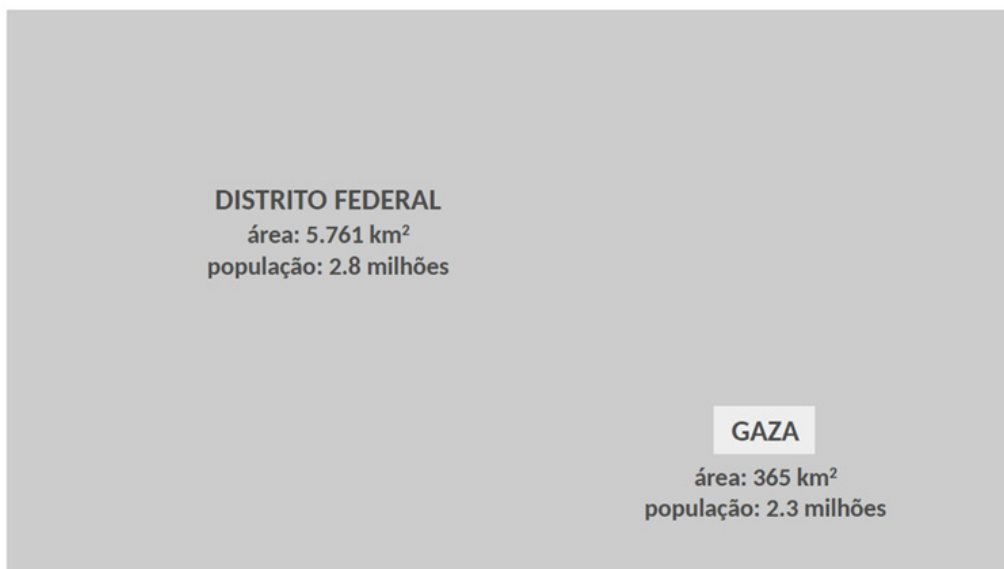 DISTRITO FEDERAL
área: 5.761 km²
população: 2.8 milhões
GAZA
área: 365 km²
população: 2.3 milhões